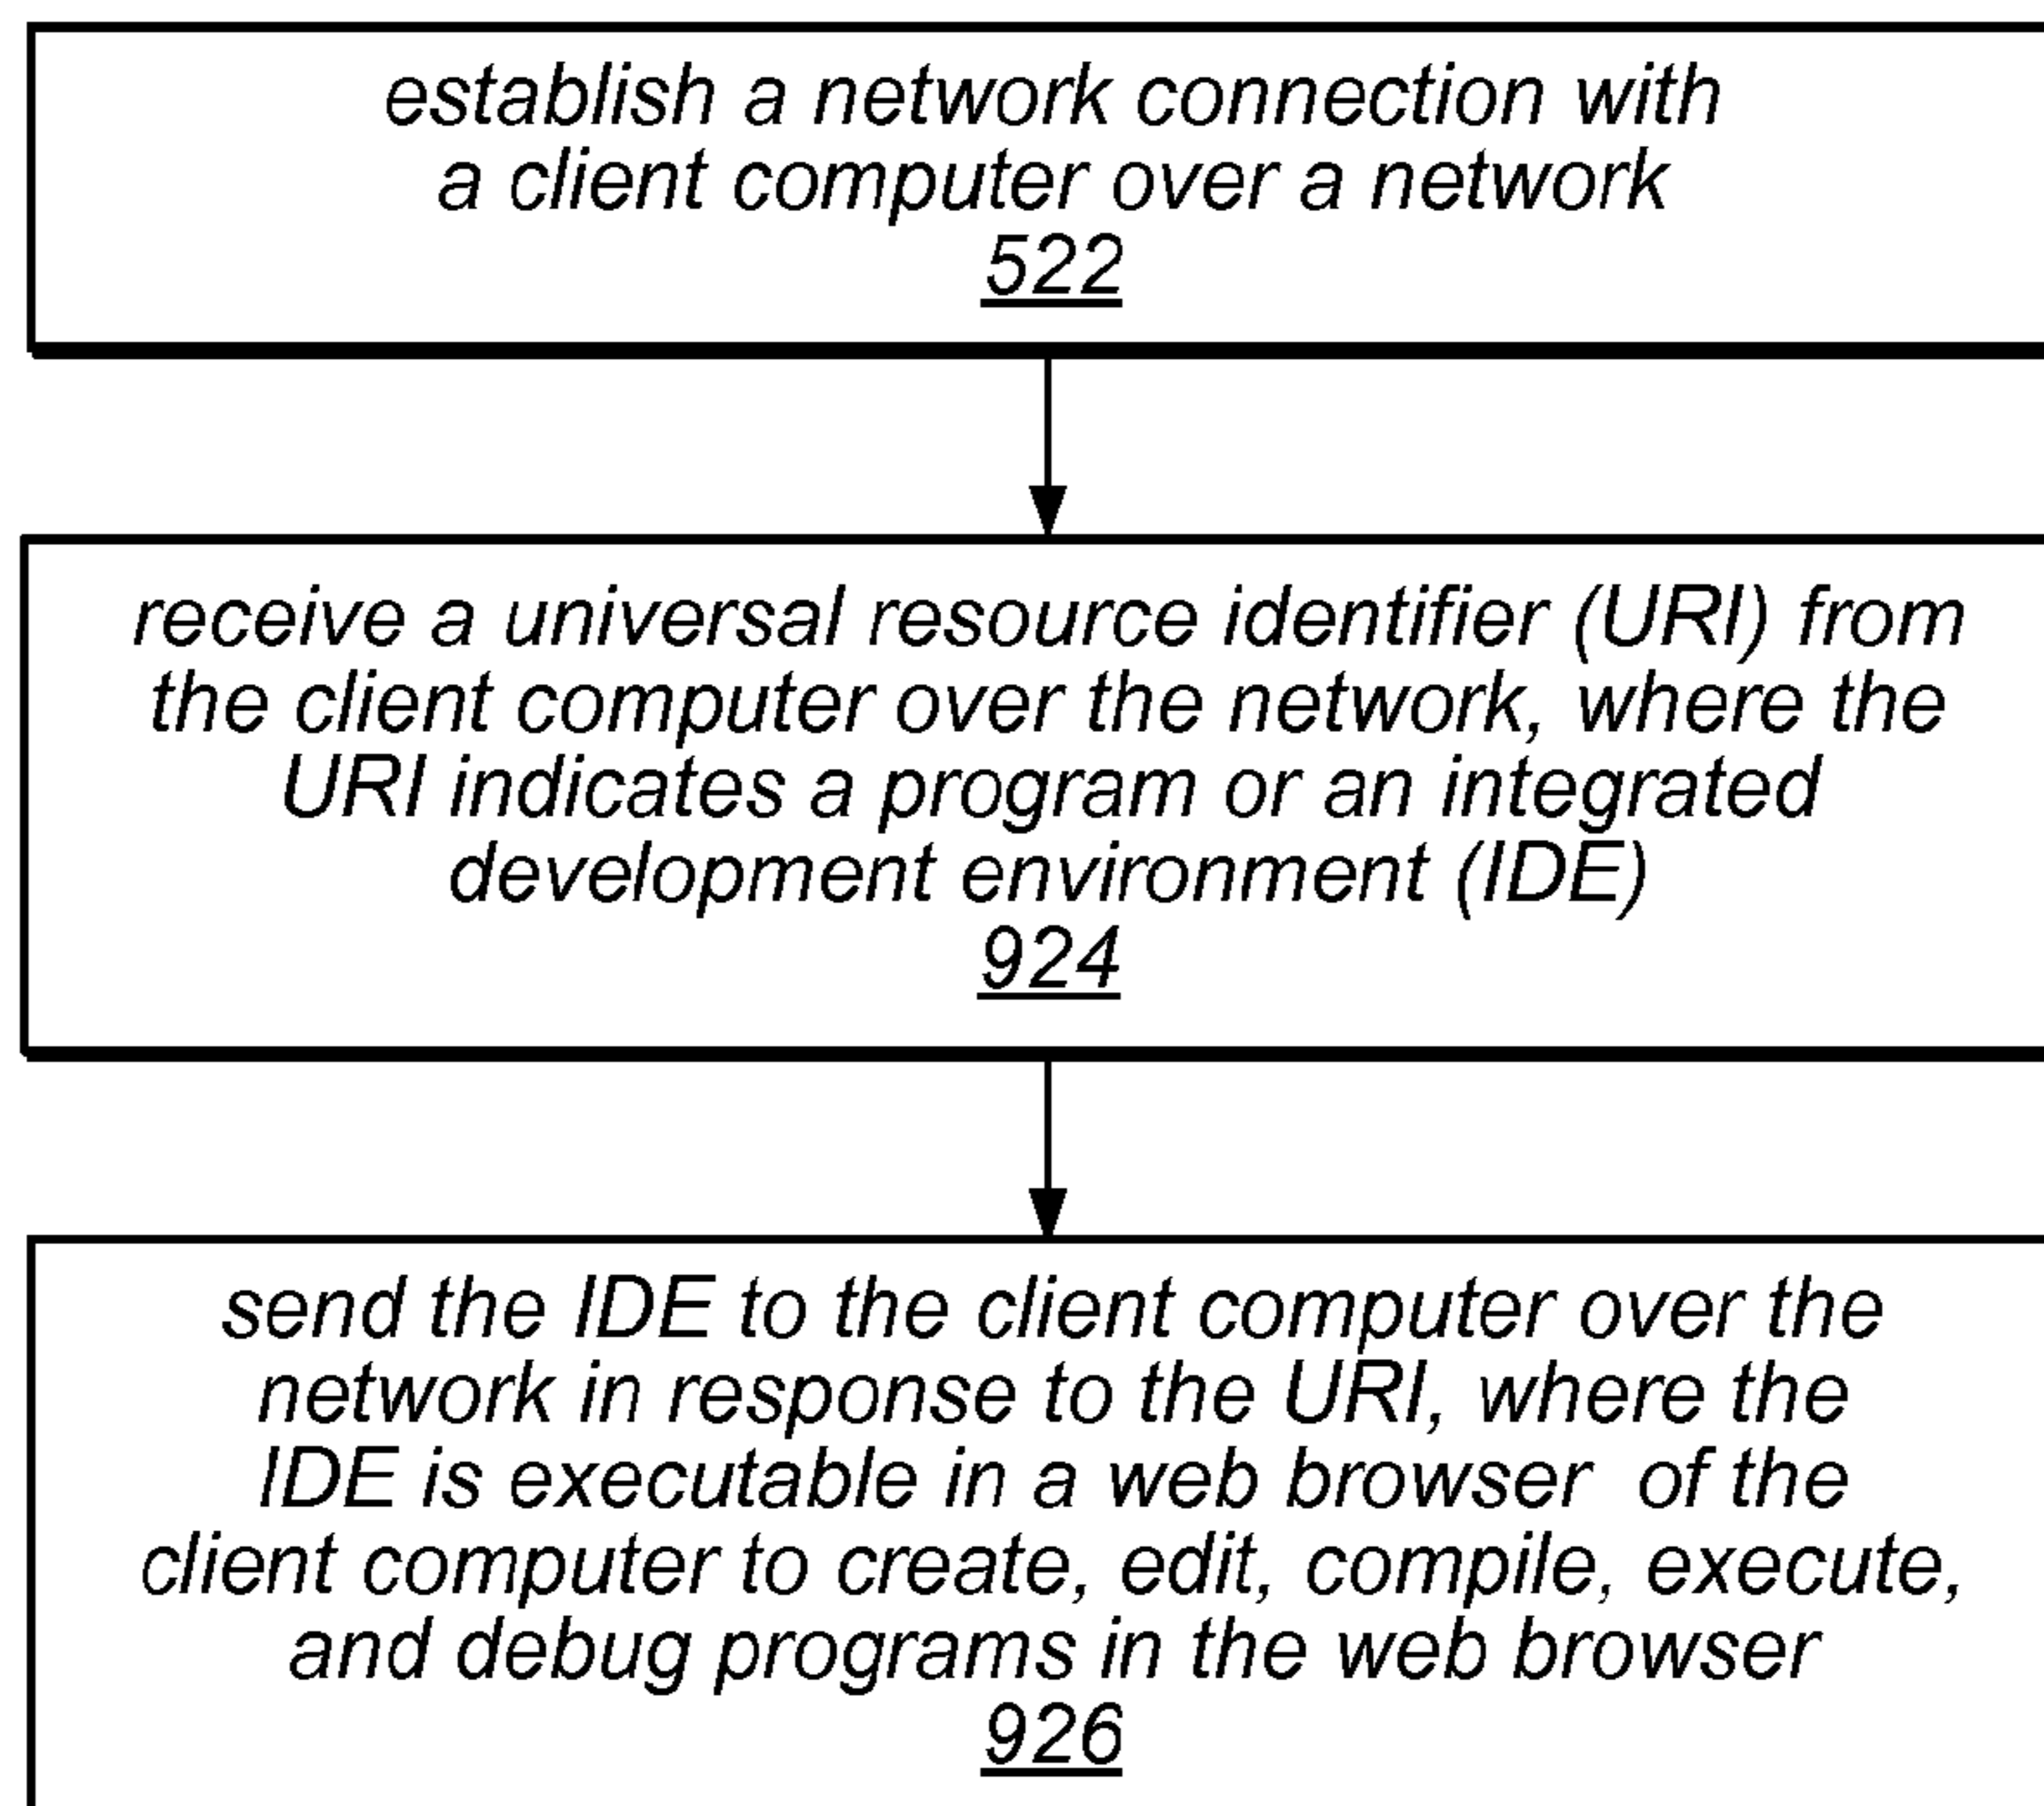 establish a network connection with
a client computer over a network
522
receive a universal resource identifier (URI) from
the client computer over the network, where the
URI indicates a program or an integrated
development environment (IDE)
924
send the IDE to the client computer over the
network in response to the URI, where the
IDE is executable in a web browser of the
client computer to create, edit, compile, execute,
and debug programs in the web browser
926